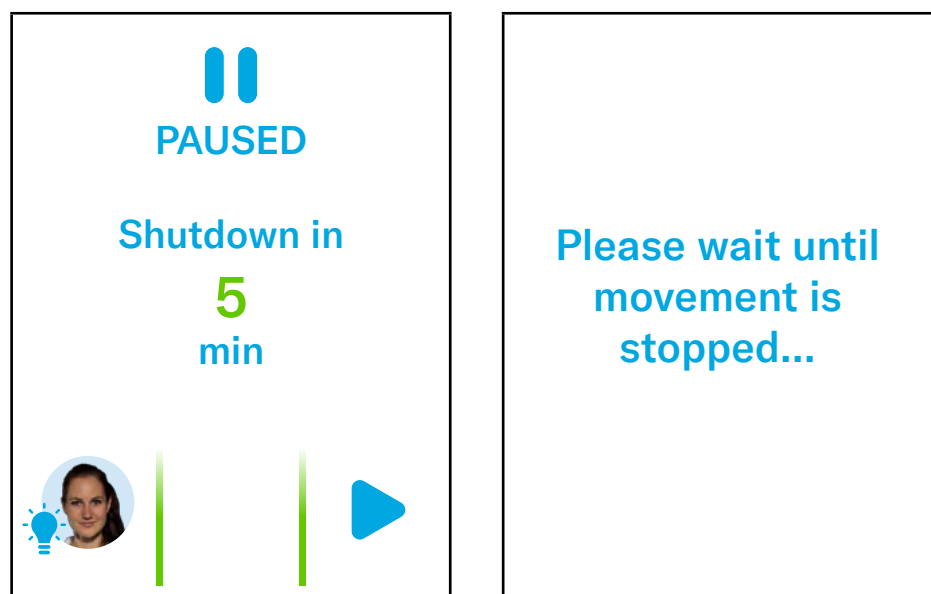 PAUSED
Shutdown in
5
min
Please wait until
movement is
stopped...